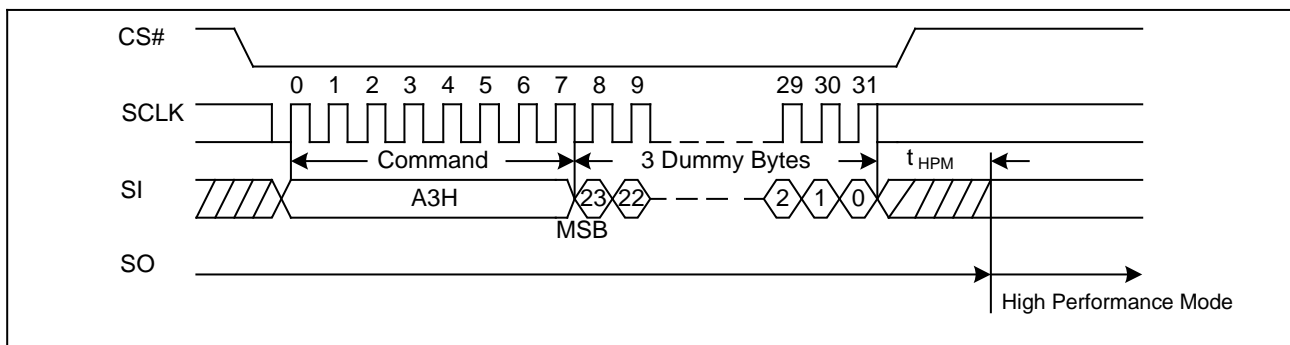 CS#
0 1 2 3 4 5 6 7 8 9 29 30 31
SCLK
Command 3 Dummy Bytes t HPM
SI A3H 23 22 2 1 0
MSB
SO
High Performance Mode